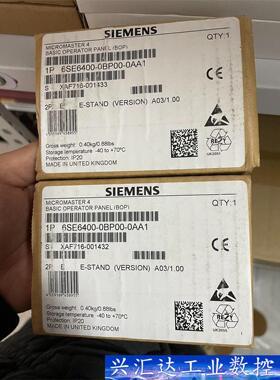 SIEMENS
MICROMASTER 4
BASIC OPERATOR PANEL (BOP)
QTY:1
1P 6SE6400-0BP00-0AA1
S XAF716-001433
2P E-STAND (VERSION) A03/1.00
Gross weight: 0.40kg/0.88lbs
Storage temperature -40 to +70°C
Protection: IP20
MADE IN
UNITED KINGDOM
SIEMENS
MICROMASTER 4
BASIC OPERATOR PANEL (BOP)
QTY:1
1P 6SE6400-0BP00-0AA1
S XAF716-001432
2P E-STAND (VERSION) A03/1.00
Gross weight: 0.40kg/0.88lbs
Storage temperature -40 to +70°C
Protection: IP20
MADE IN UNITED KINGDOM
兴汇达工业数控